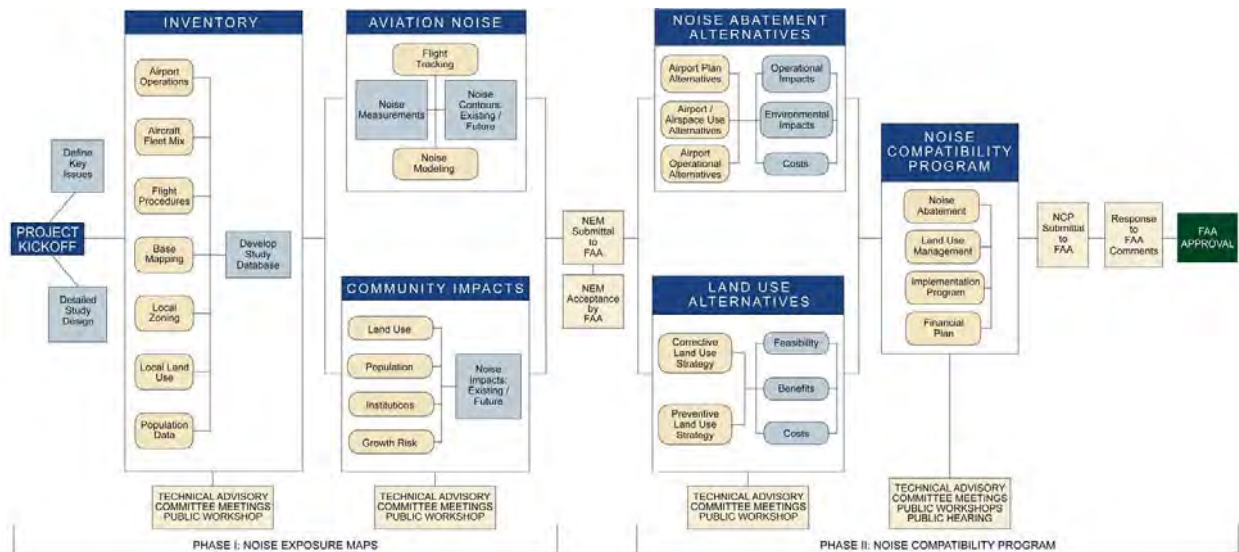 PROJECT
KICKOFF
Define
Key
Issues
Detailed
Study
Design
INVENTORY
Airport
Operations
Aircraft
Fleet Mix
Flight
Procedures
Base
Mapping
Local
Zoning
Local Land
Use
Population
Data
Develop
Study
Database
TECHNICAL ADVISORY
COMMITTEE MEETINGS
PUBLIC WORKSHOP
AVIATION NOISE
Flight
Tracking
Noise
Measurements
Noise
Contours:
Existing /
Future
Noise
Modeling
COMMUNITY IMPACTS
Land Use
Population
Institutions
Growth Risk
Noise
Impacts:
Existing /
Future
TECHNICAL ADVISORY
COMMITTEE MEETINGS
PUBLIC WORKSHOP
NEM
Submittal
to
FAA
NEM
Acceptance
by
FAA
NOISE ABATEMENT
ALTERNATIVES
Airport Plan
Alternatives
Airport /
Airspace Use
Alternatives
Airport
Operational
Alternatives
Operational
Impacts
Environmental
Impacts
Costs
LAND USE
ALTERNATIVES
Corrective
Land Use
Strategy
Preventive
Land Use
Strategy
Feasibility
Benefits
Costs
TECHNICAL ADVISORY
COMMITTEE MEETINGS
PUBLIC WORKSHOP
NOISE
COMPATIBILITY
PROGRAM
Noise
Abatement
Land Use
Management
Implementation
Program
Financial
Plan
TECHNICAL ADVISORY
COMMITTEE MEETINGS
PUBLIC WORKSHOPS
PUBLIC HEARING
NCP
Submittal
to
FAA
Response
to
FAA
Comments
FAA
APPROVAL
PHASE I: NOISE EXPOSURE MAPS
PHASE II: NOISE COMPATIBILITY PROGRAM